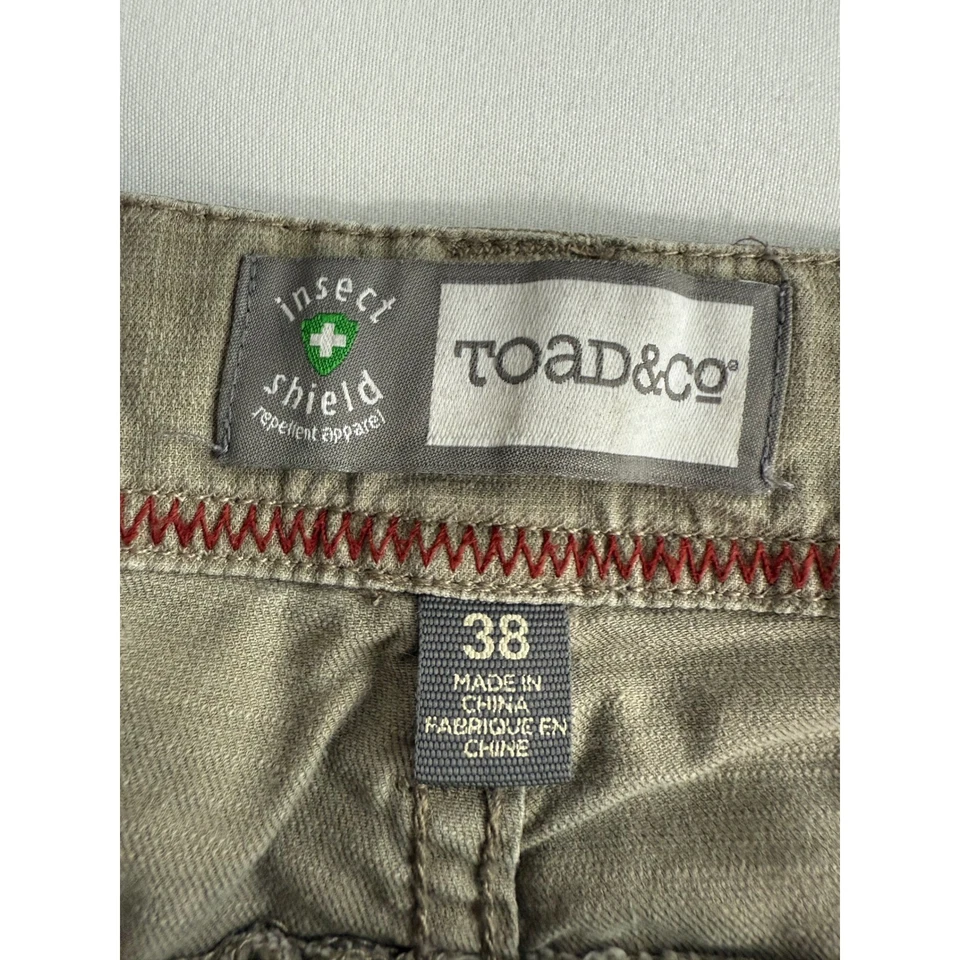 insect
shield
repellent apparel
TOAD&CO®
38
MADE IN
CHINA
FABRIQUE EN
CHINE